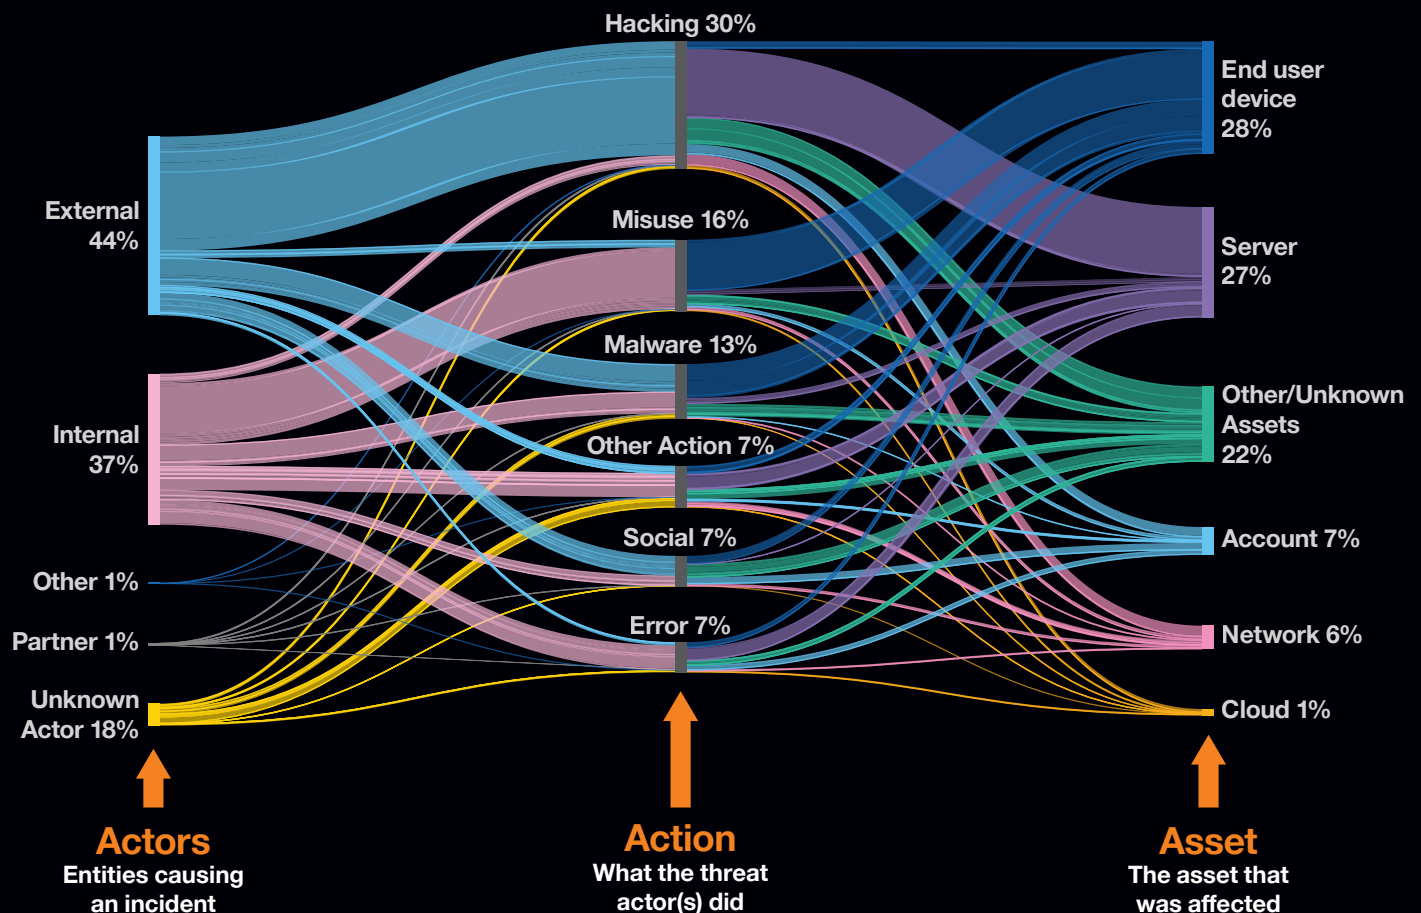 Hacking 30%
End user
device
28%
External
44%
Misuse 16%
Server
27%
Malware 13%
Internal
37%
Other Action 7%
Other/Unknown
Assets
22%
Social 7%
Account 7%
Other 1%
Error 7%
Network 6%
Partner 1%
Unknown
Actor 18%
Cloud 1%
Actors
Entities causing
an incident
Action
What the threat
actor(s) did
Asset
The asset that
was affected